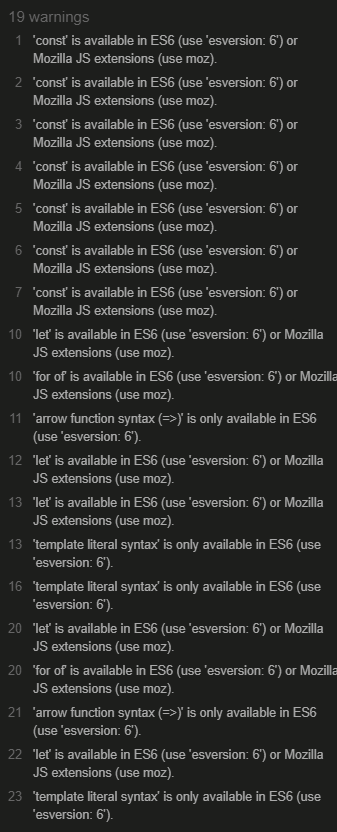 19 warnings
1 'const' is available in ES6 (use 'esversion: 6') or
Mozilla JS extensions (use moz).
2 'const' is available in ES6 (use 'esversion: 6') or
Mozilla JS extensions (use moz).
3 'const' is available in ES6 (use 'esversion: 6') or
Mozilla JS extensions (use moz).
4 'const' is available in ES6 (use 'esversion: 6') or
Mozilla JS extensions (use moz).
5 'const' is available in ES6 (use 'esversion: 6') or
Mozilla JS extensions (use moz).
6 'const' is available in ES6 (use 'esversion: 6') or
Mozilla JS extensions (use moz).
7 'const' is available in ES6 (use 'esversion: 6') or
Mozilla JS extensions (use moz).
10 'let' is available in ES6 (use 'esversion: 6') or Mozilla
JS extensions (use moz).
10 'for of' is available in ES6 (use 'esversion: 6') or Mozilla
JS extensions (use moz).
11 'arrow function syntax (=>)' is only available in ES6
(use 'esversion: 6').
12 'let' is available in ES6 (use 'esversion: 6') or Mozilla
JS extensions (use moz).
13 'let' is available in ES6 (use 'esversion: 6') or Mozilla
JS extensions (use moz).
13 'template literal syntax' is only available in ES6 (use
'esversion: 6').
16 'template literal syntax' is only available in ES6 (use
'esversion: 6').
20 'let' is available in ES6 (use 'esversion: 6') or Mozilla
JS extensions (use moz).
20 'for of' is available in ES6 (use 'esversion: 6') or Mozilla
JS extensions (use moz).
21 'arrow function syntax (=>)' is only available in ES6
(use 'esversion: 6').
22 'let' is available in ES6 (use 'esversion: 6') or Mozilla
JS extensions (use moz).
23 'template literal syntax' is only available in ES6 (use
'esversion: 6').